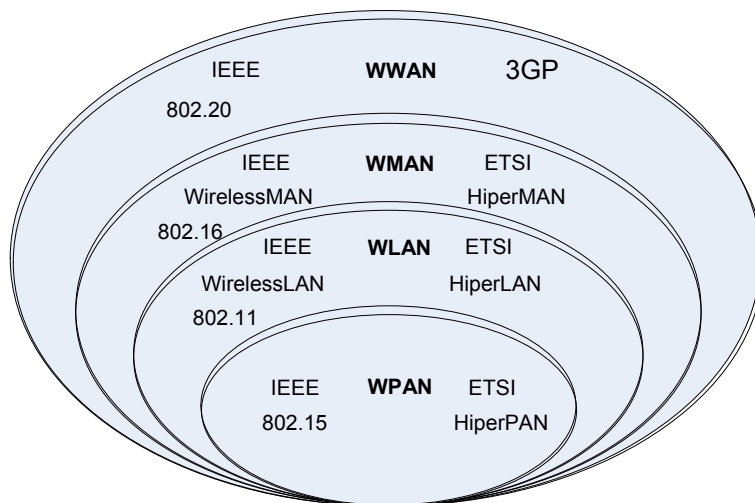 IEEE WWAN 3GP
802.20
IEEE WMAN ETSI
WirelessMAN HiperMAN
802.16
IEEE WLAN ETSI
WirelessLAN HiperLAN
802.11
IEEE WPAN ETSI
802.15 HiperPAN